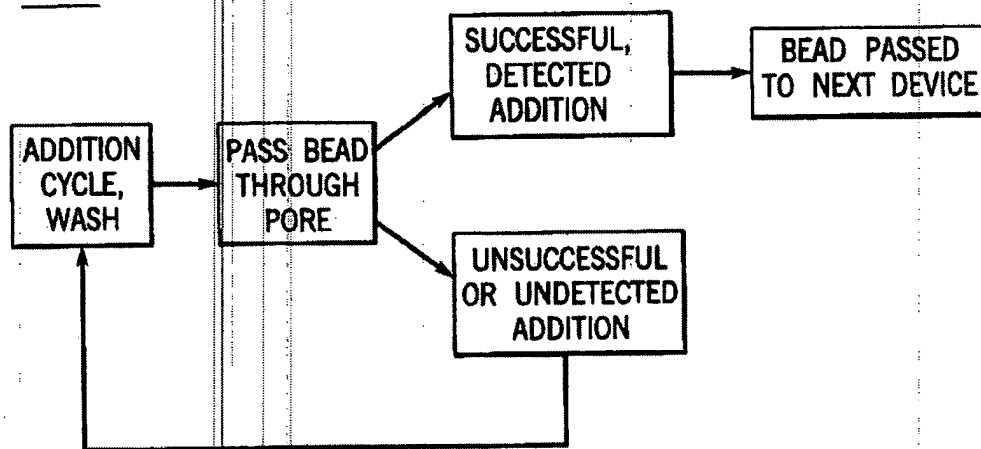 ADDITION
CYCLE,
WASH
PASS BEAD
THROUGH
PORE
SUCCESSFUL,
DETECTED
ADDITION
BEAD PASSED
TO NEXT DEVICE
UNSUCCESSFUL
OR UNDETECTED
ADDITION